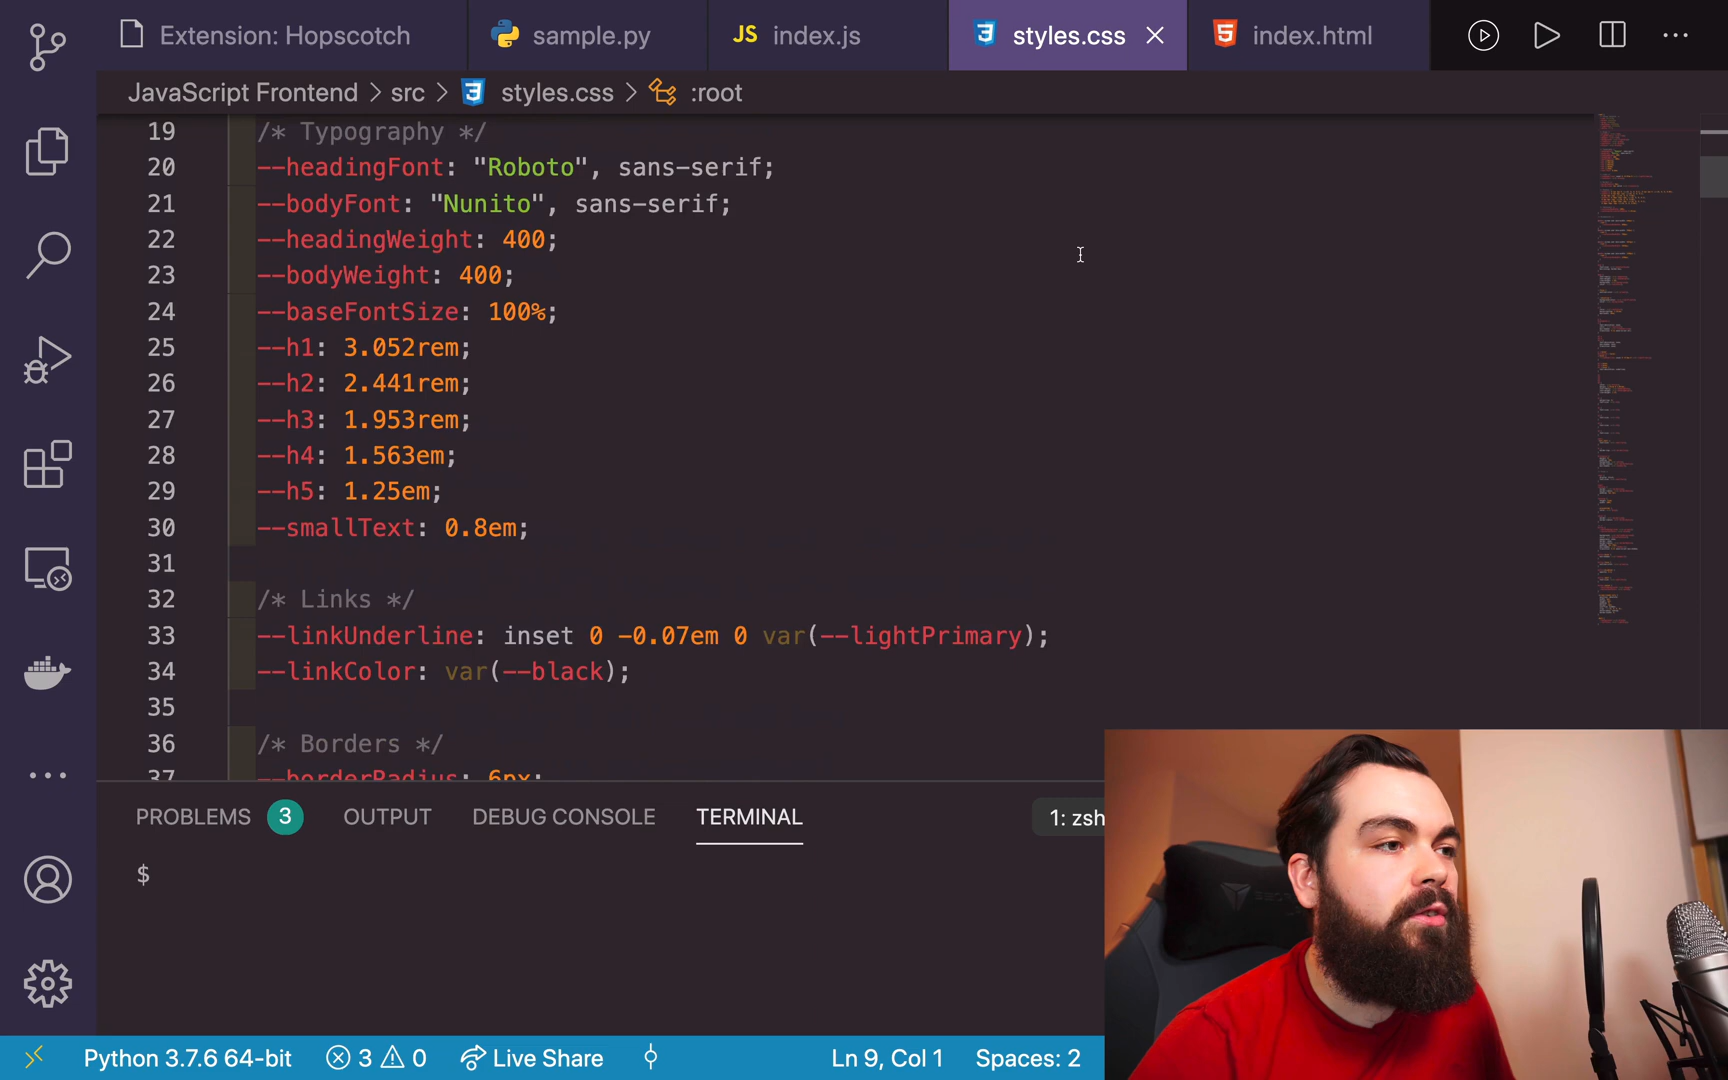 Extension: Hopscotch sample.py JS index.js styles.css index.html
JavaScript Frontend > src > styles.css > :root
19 /* Typography */
20 --headingFont: "Roboto", sans-serif;
21 --bodyFont: "Nunito", sans-serif;
22 --headingWeight: 400;
23 --bodyWeight: 400;
24 --baseFontSize: 100%;
25 --h1: 3.052rem;
26 --h2: 2.441rem;
27 --h3: 1.953rem;
28 --h4: 1.563em;
29 --h5: 1.25em;
30 --smallText: 0.8em;
31
32 /* Links */
33 --linkUnderline: inset 0 -0.07em 0 var(--lightPrimary);
34 --linkColor: var(--black);
35
36 /* Borders */
37 --borderRadius: 6px;
PROBLEMS 3 OUTPUT DEBUG CONSOLE TERMINAL 1: zsh
$
Python 3.7.6 64-bit 3 0 Live Share Ln 9, Col 1 Spaces: 2